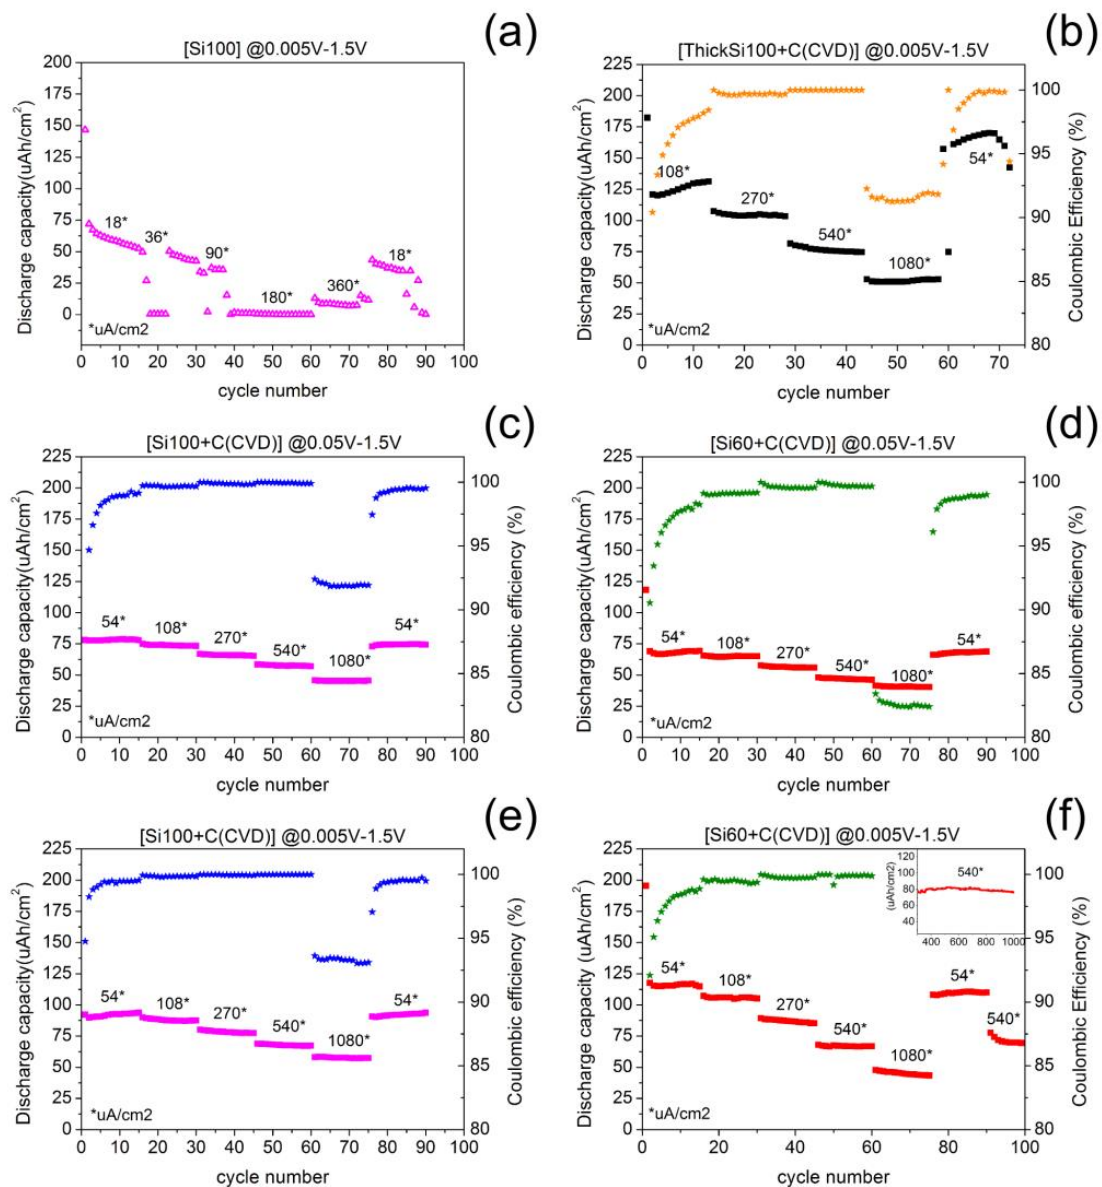 (a)
[Si100] @0.005V-1.5V
200
175
150
125
100
75
50
25
0
Discharge capacity(uAh/cm²)
18*
36*
90*
180*
360*
18*
*uA/cm2
0 10 20 30 40 50 60 70 80 90 100
cycle number
(b)
[ThickSi100+C(CVD)] @0.005V-1.5V
225
200
175
150
125
100
75
50
25
0
Discharge capacity(uAh/cm²)
108*
270*
540*
1080*
54*
*uA/cm2
100
95
90
85
80
Coulombic Efficiency (%)
0 10 20 30 40 50 60 70
cycle number
(c)
[Si100+C(CVD)] @0.05V-1.5V
225
200
175
150
125
100
75
50
25
0
Discharge capacity(uAh/cm²)
54*
108*
270*
540*
1080*
54*
*uA/cm2
100
95
90
85
80
Coulombic efficiency (%)
0 10 20 30 40 50 60 70 80 90 100
cycle number
(d)
[Si60+C(CVD)] @0.05V-1.5V
225
200
175
150
125
100
75
50
25
0
Discharge capacity(uAh/cm²)
54*
108*
270*
540*
1080*
54*
*uA/cm2
100
95
90
85
80
Coulombic efficiency (%)
0 10 20 30 40 50 60 70 80 90 100
cycle number
(e)
[Si100+C(CVD)] @0.005V-1.5V
225
200
175
150
125
100
75
50
25
0
Discharge capacity(uAh/cm²)
54*
108*
270*
540*
1080*
54*
*uA/cm2
100
95
90
85
80
Coulombic efficiency (%)
0 10 20 30 40 50 60 70 80 90 100
cycle number
(f)
[Si60+C(CVD)] @0.005V-1.5V
225
200
175
150
125
100
75
50
25
0
Discharge capacity (uAh/cm²)
54*
108*
270*
540*
1080*
54*
540*
*uA/cm2
120
100
80
60
40
(uAh/cm2)
540*
400 600 800 1000
100
95
90
85
80
Coulombic Efficiency (%)
0 10 20 30 40 50 60 70 80 90 100
cycle number